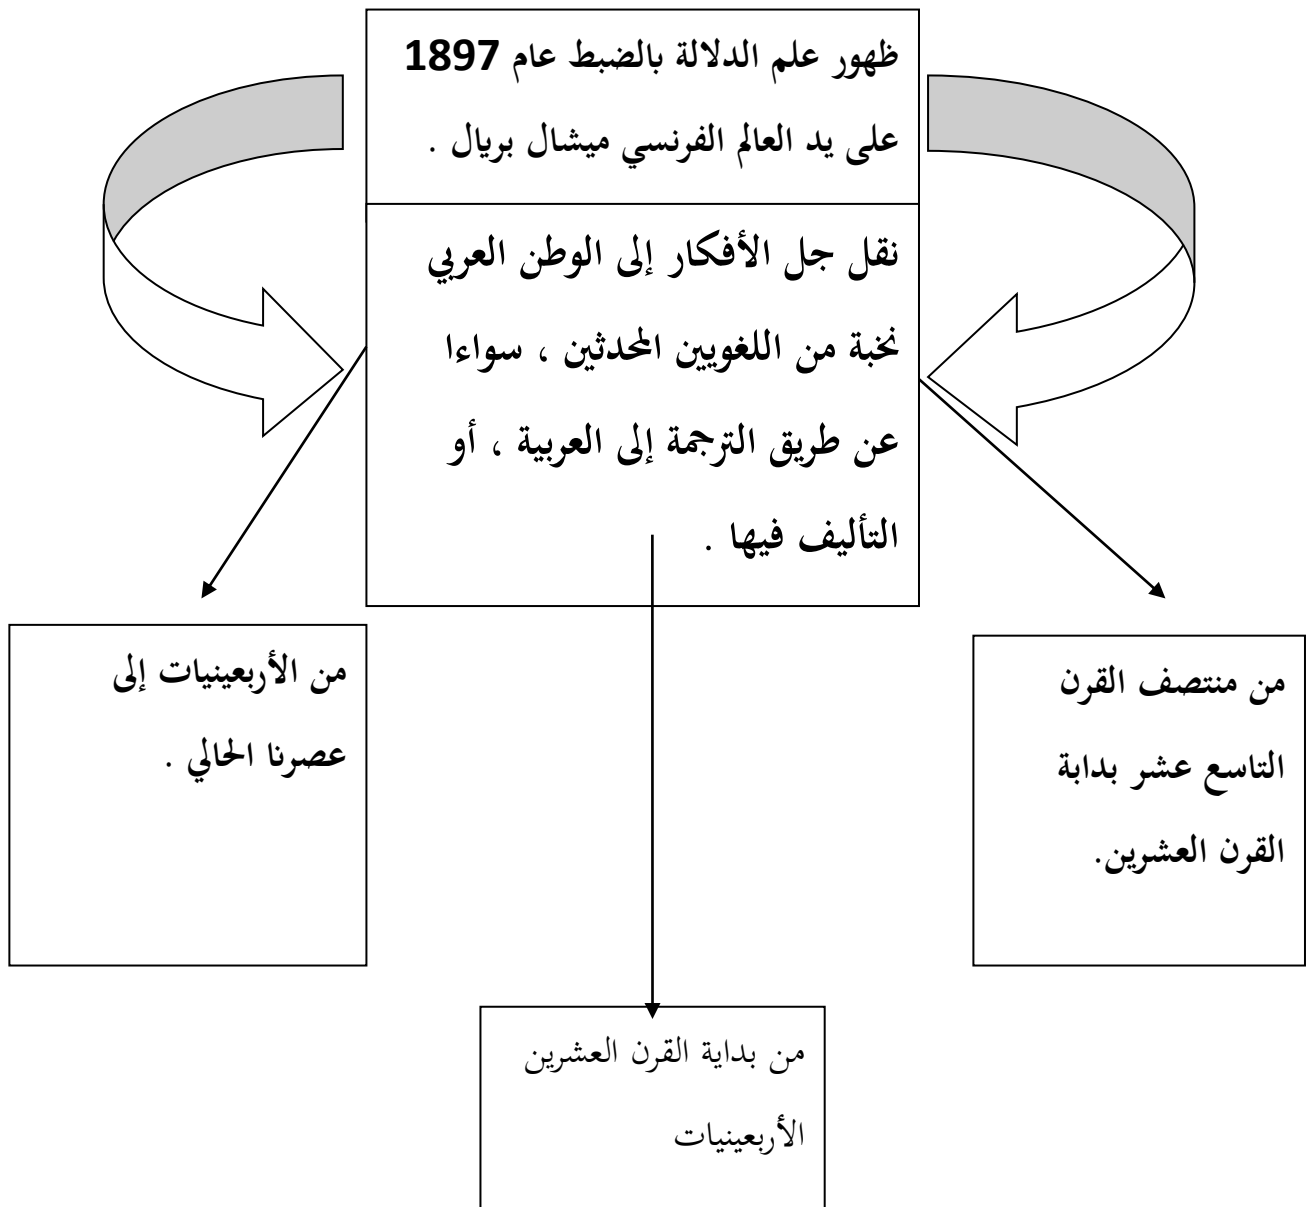 ظهور علم الدلالة بالضبط عام 1897
على يد العالم الفرنسي ميشال بريال .
نقل جل الأفكار إلى الوطن العربي
نخبة من اللغويين المحدثين ، سواءا
عن طريق الترجمة إلى العربية ، أو
التأليف فيها .
من منتصف القرن
التاسع عشر بدابة
القرن العشرين.
من بداية القرن العشرين
الأربعينيات
من الأربعينيات إلى
عصرنا الحالي .